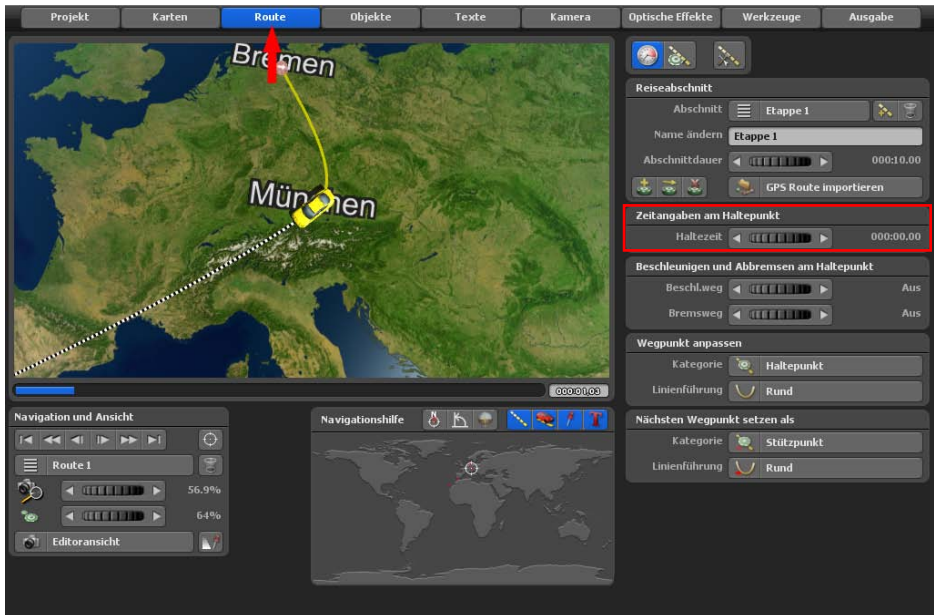 Projekt Karten Route Objekte Texte Kamera Optische Effekte Werkzeuge Ausgabe
Bremen
München
000:01,03
Reiseabschnitt
Abschnitt Etappe 1
Name ändern Etappe 1
Abschnittdauer 000:10.00
GPS Route importieren
Zeitangaben am Haltepunkt
Haltezeit 000:00.00
Beschleunigen und Abbremsen am Haltepunkt
Beschl.weg Aus
Bremsweg Aus
Wegpunkt anpassen
Kategorie Haltepunkt
Linienführung Rund
Nächsten Wegpunkt setzen als
Kategorie Stützpunkt
Linienführung Rund
Navigation und Ansicht
Route 1
56.9%
64%
Editoransicht
Navigationshilfe